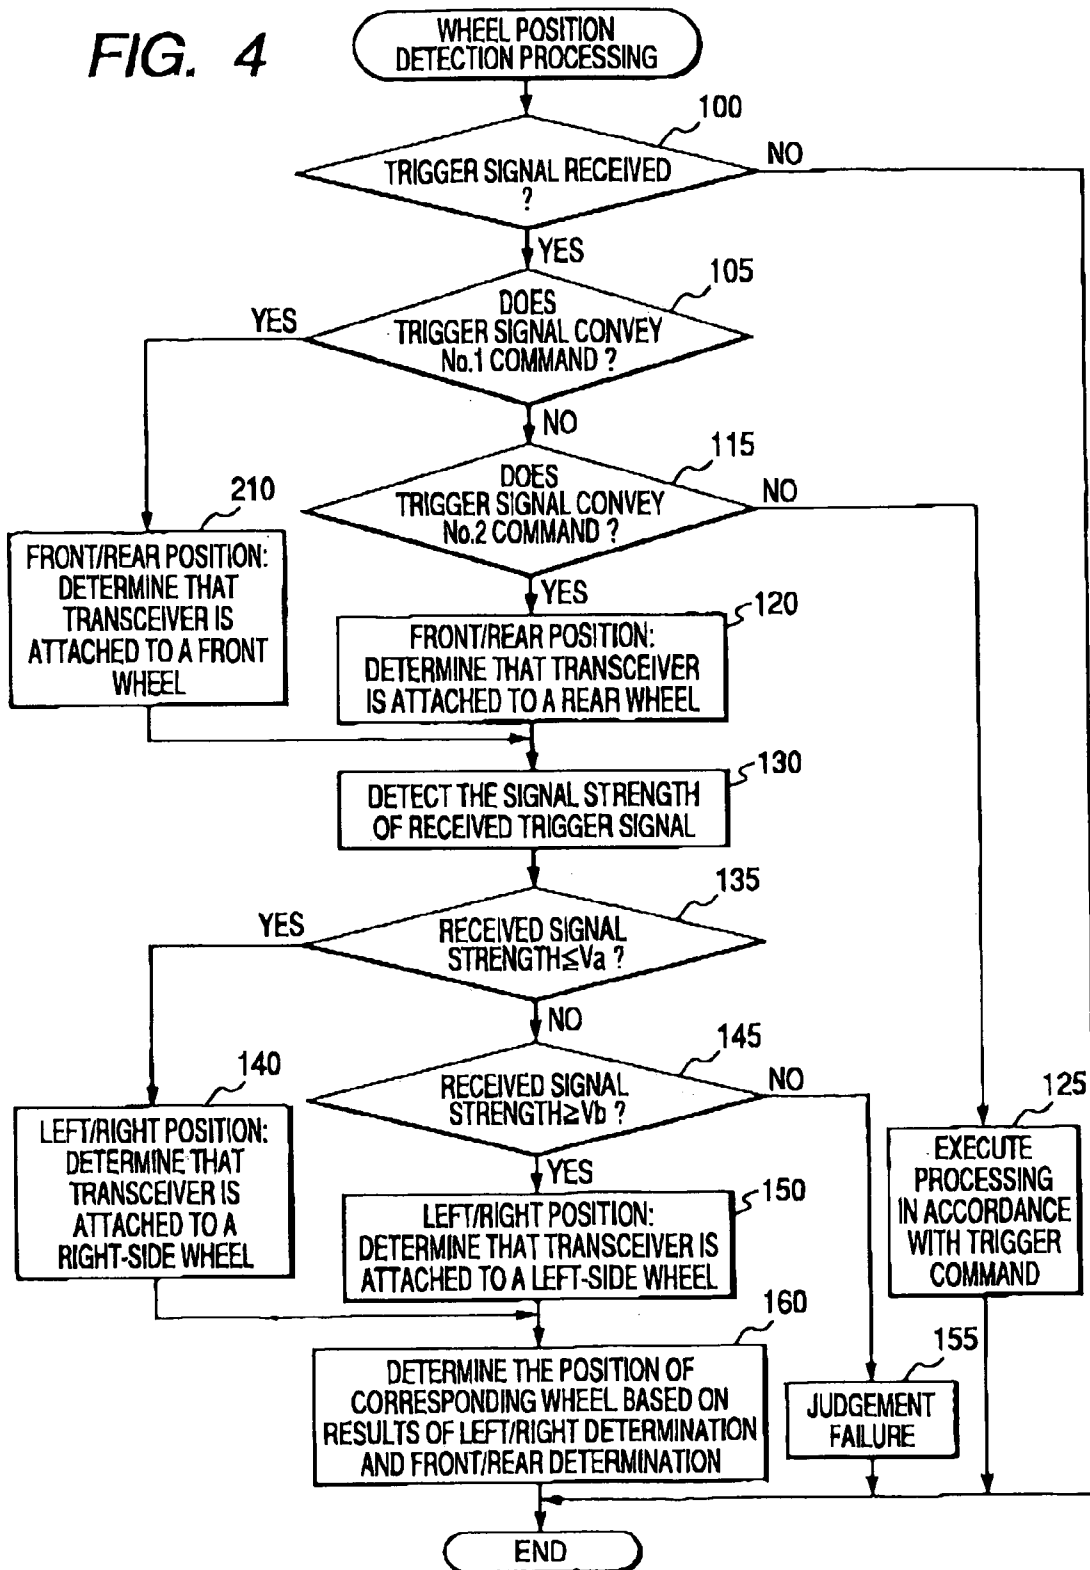 FIG. 4
WHEEL POSITION
DETECTION PROCESSING
100
TRIGGER SIGNAL RECEIVED
?
NO
YES
105
DOES
TRIGGER SIGNAL CONVEY
No.1 COMMAND ?
YES
NO
115
DOES
TRIGGER SIGNAL CONVEY
No.2 COMMAND ?
NO
YES
210
FRONT/REAR POSITION:
DETERMINE THAT
TRANSCEIVER IS
ATTACHED TO A FRONT
WHEEL
120
FRONT/REAR POSITION:
DETERMINE THAT TRANSCEIVER
IS ATTACHED TO A REAR WHEEL
130
DETECT THE SIGNAL STRENGTH
OF RECEIVED TRIGGER SIGNAL
135
RECEIVED SIGNAL
STRENGTH≦Va ?
YES
NO
145
RECEIVED SIGNAL
STRENGTH≧Vb ?
NO
YES
140
LEFT/RIGHT POSITION:
DETERMINE THAT
TRANSCEIVER IS
ATTACHED TO A
RIGHT-SIDE WHEEL
150
LEFT/RIGHT POSITION:
DETERMINE THAT TRANSCEIVER IS
ATTACHED TO A LEFT-SIDE WHEEL
125
EXECUTE
PROCESSING
IN ACCORDANCE
WITH TRIGGER
COMMAND
160
DETERMINE THE POSITION OF
CORRESPONDING WHEEL BASED ON
RESULTS OF LEFT/RIGHT DETERMINATION
AND FRONT/REAR DETERMINATION
155
JUDGEMENT
FAILURE
END